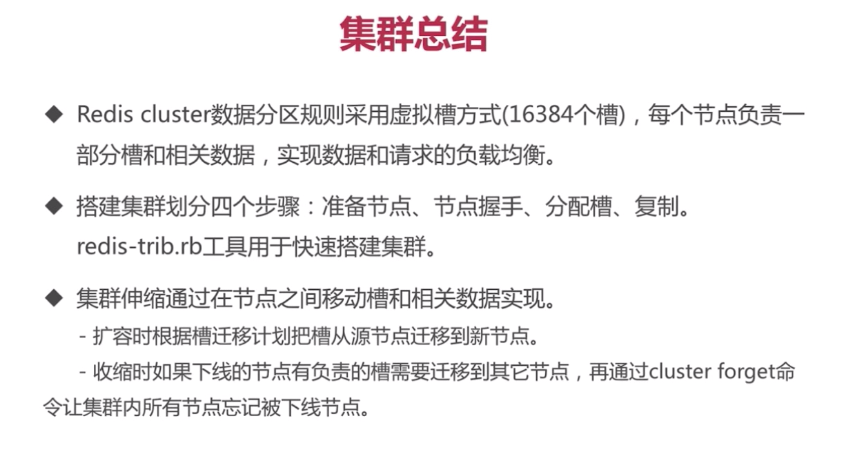 集群总结
◆ Redis cluster数据分区规则采用虚拟槽方式(16384个槽)，每个节点负责一
部分槽和相关数据，实现数据和请求的负载均衡。
◆ 搭建集群划分四个步骤：准备节点、节点握手、分配槽、复制。
redis-trib.rb工具用于快速搭建集群。
◆ 集群伸缩通过在节点之间移动槽和相关数据实现。
- 扩容时根据槽迁移计划把槽从源节点迁移到新节点。
- 收缩时如果下线的节点有负责的槽需要迁移到其它节点，再通过cluster forget命
令让集群内所有节点忘记被下线节点。